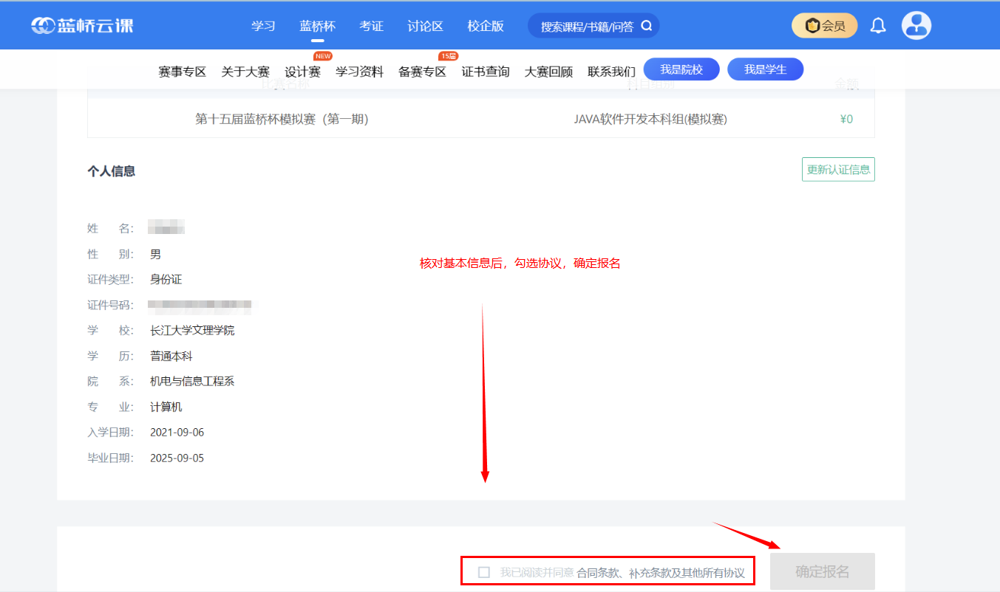 蓝桥云课 学习 蓝桥杯 考证 讨论区 校企版 搜索课程/书籍/问答 会员
NEW 15届
赛事专区 关于大赛 设计赛 学习资料 备赛专区 证书查询 大赛回顾 联系我们 我是院校 我是学生
比赛名称 科目组别 金额
第十五届蓝桥杯模拟赛（第一期） JAVA软件开发本科组(模拟赛) ¥0
个人信息 更新认证信息
姓 名：
性 别： 男
核对基本信息后，勾选协议，确定报名
证件类型： 身份证
证件号码：
学 校： 长江大学文理学院
学 历： 普通本科
院 系： 机电与信息工程系
专 业： 计算机
入学日期： 2021-09-06
毕业日期： 2025-09-05
我已阅读并同意 合同条款、补充条款及其他所有协议 确定报名